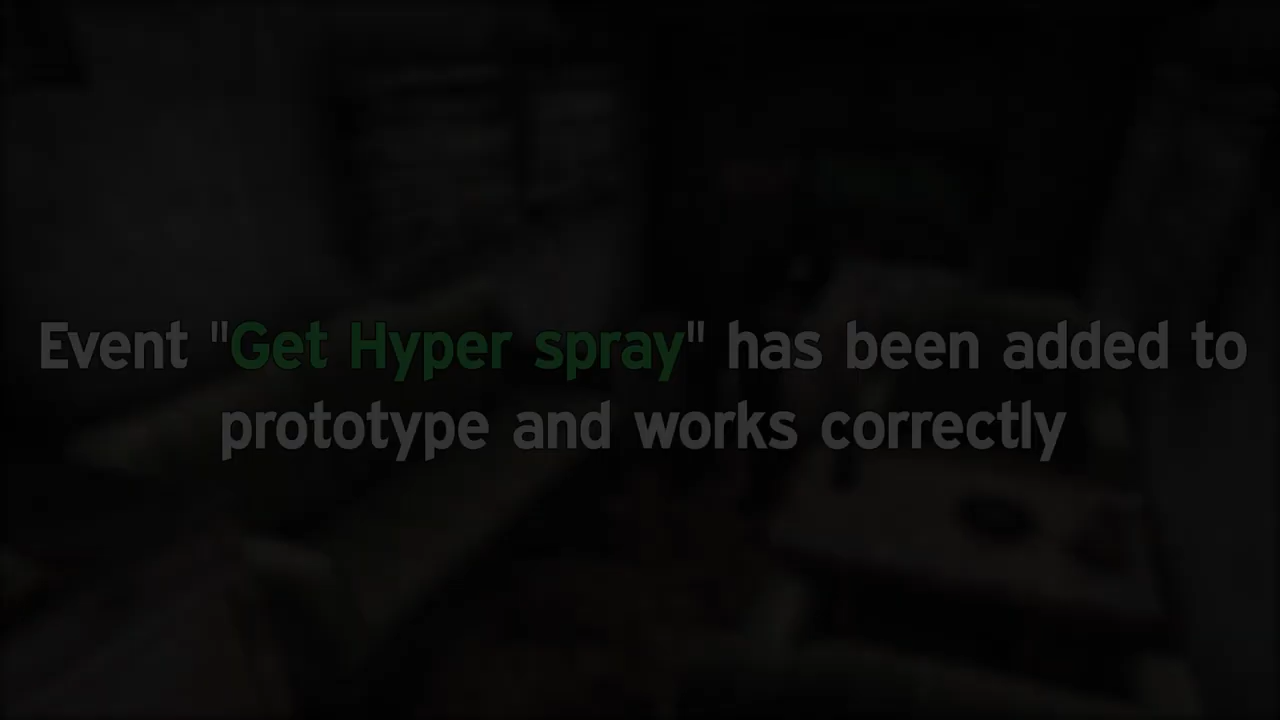 Event "Get Hyper spray" has been added to
prototype and works correctly